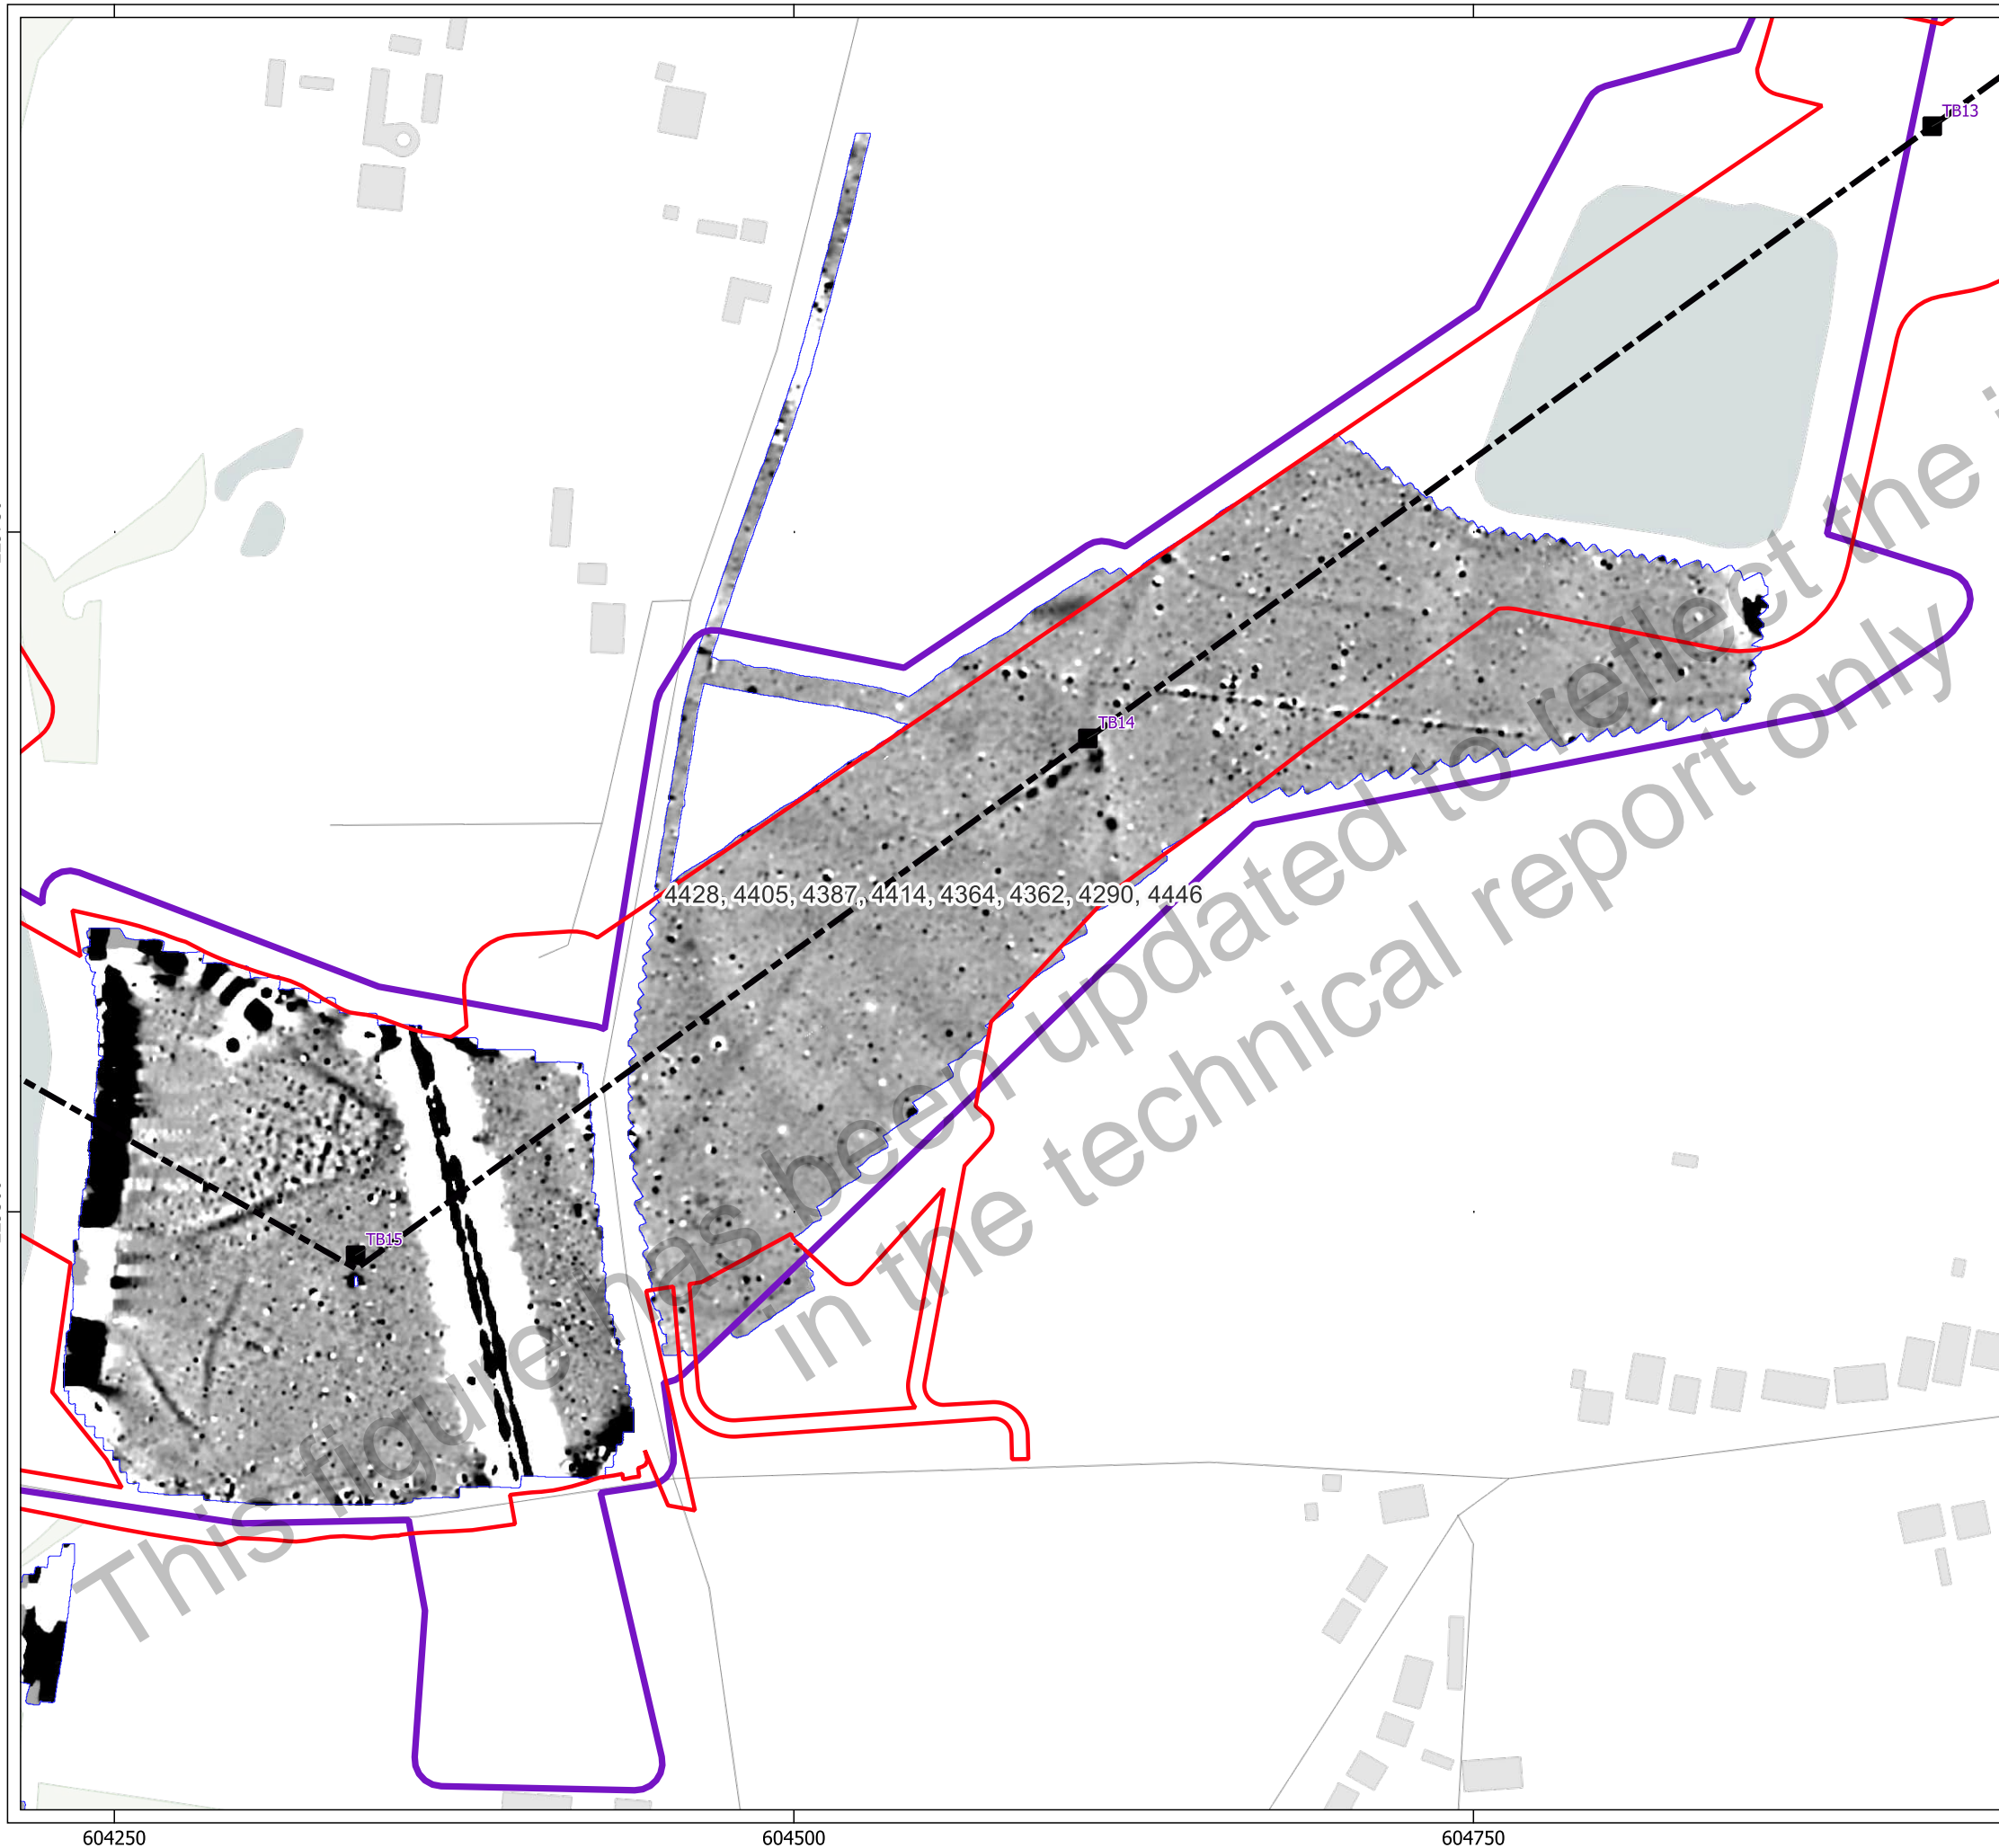 TB13
TB14
4428, 4405, 4387, 4414, 4364, 4362, 4290, 4446
TB15
This figure has been updated to reflect the
in the technical report only
604250
604500
604750